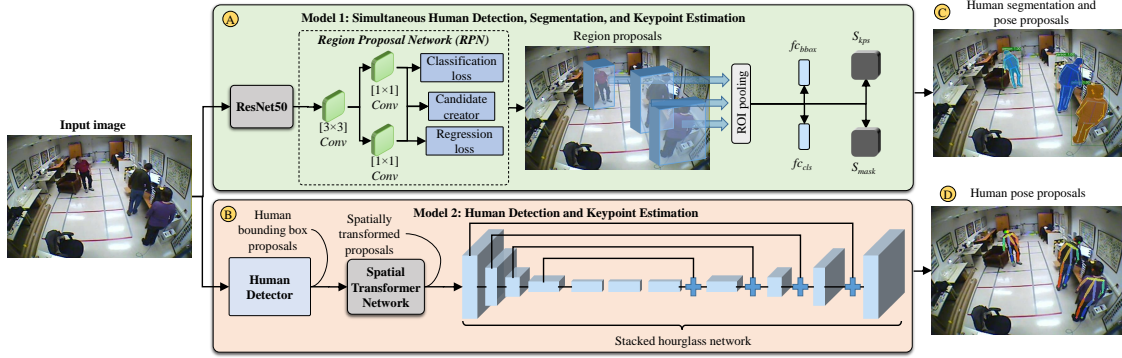 Input image
A
Model 1: Simultaneous Human Detection, Segmentation, and Keypoint Estimation
ResNet50
Region Proposal Network (RPN)
[3×3]
Conv
[1×1]
Conv
[1×1]
Conv
Classification
loss
Candidate
creator
Regression
loss
Region proposals
ROI pooling
fc_bbox
fc_cls
S_kps
S_mask
C
Human segmentation and
pose proposals
B
Model 2: Human Detection and Keypoint Estimation
Human
bounding box
proposals
Human
Detector
Spatially
transformed
proposals
Spatial
Transformer
Network
Stacked hourglass network
D
Human pose proposals